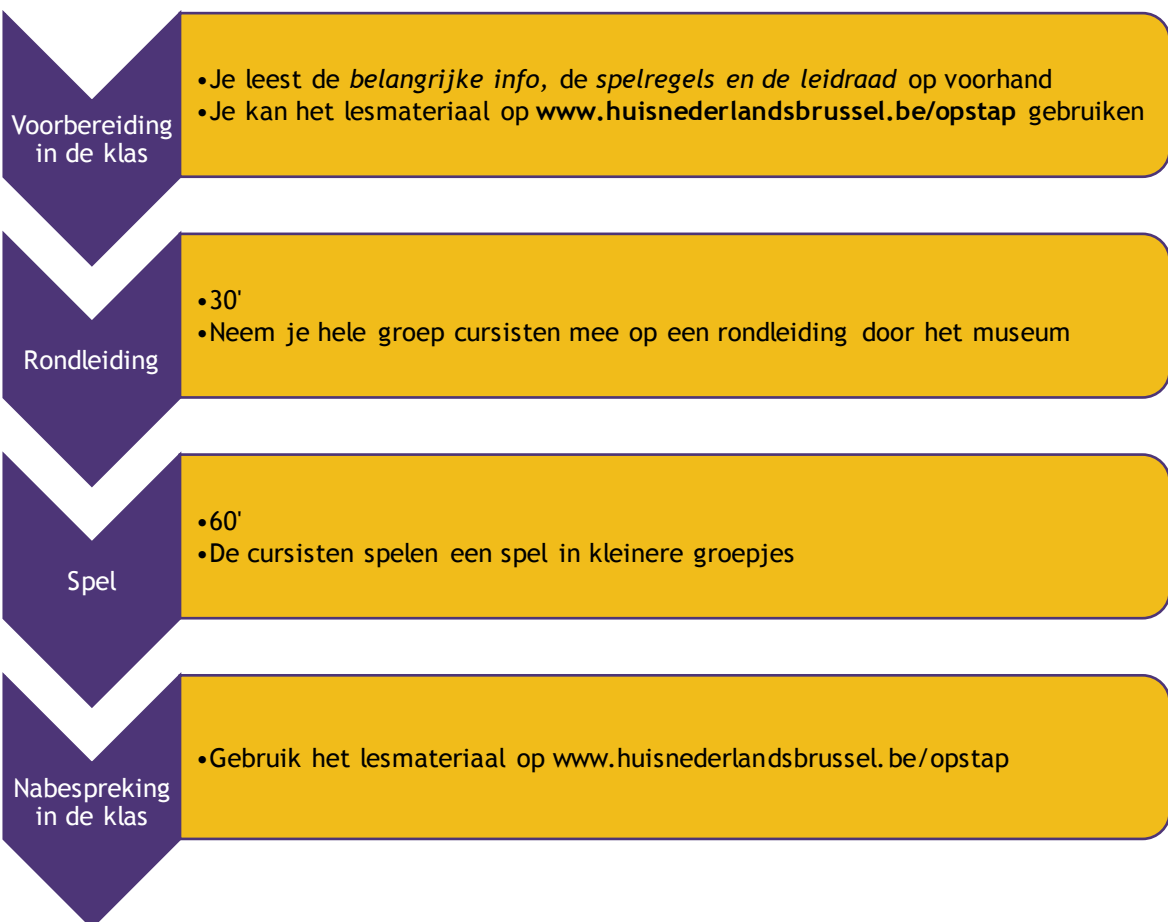 Voorbereiding
in de klas
•Je leest de belangrijke info, de spelregels en de leidraad op voorhand
•Je kan het lesmateriaal op www.huisnederlandsbrussel.be/opstap gebruiken
Rondleiding
•30'
•Neem je hele groep cursisten mee op een rondleiding door het museum
Spel
•60'
•De cursisten spelen een spel in kleinere groepjes
Nabespreking
in de klas
•Gebruik het lesmateriaal op www.huisnederlandsbrussel.be/opstap